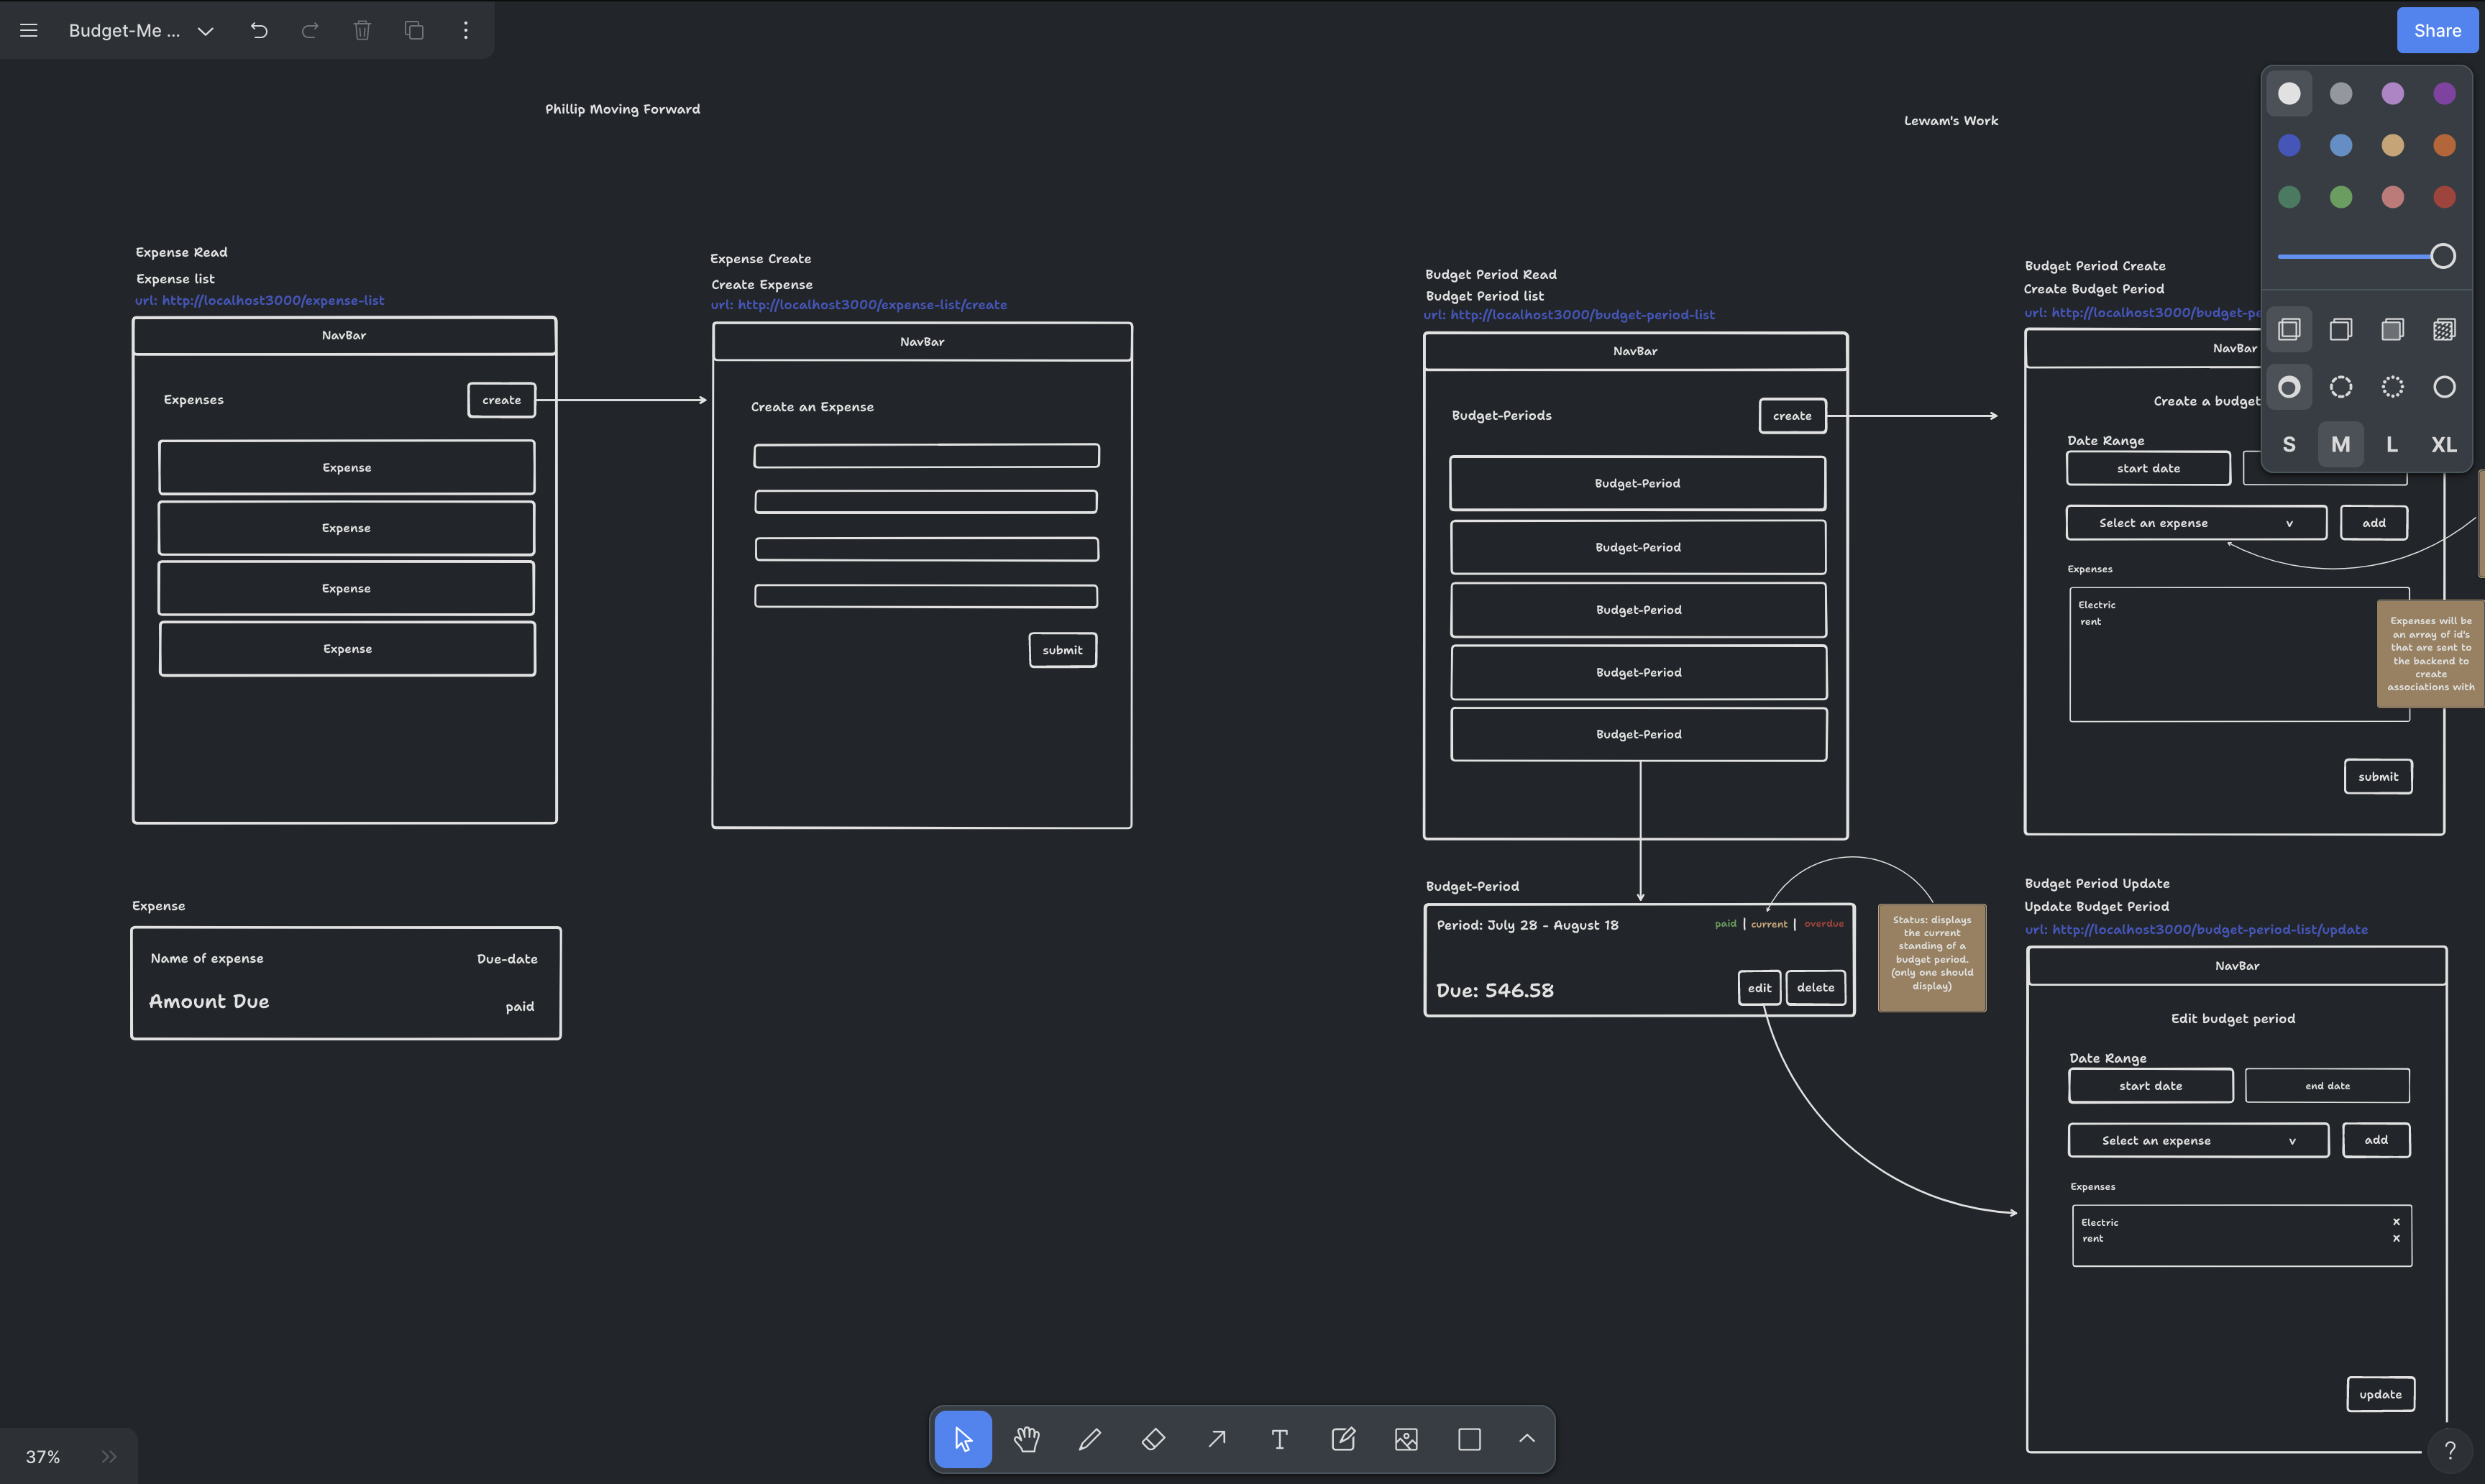 Budget-Me ...
Share
Phillip Moving Forward
Lewam's Work
Expense Read
Expense list
url: http://localhost3000/expense-list
NavBar
Expenses
create
Expense
Expense
Expense
Expense
Expense
Name of expense
Due-date
Amount Due
paid
Expense Create
Create Expense
url: http://localhost3000/expense-list/create
NavBar
Create an Expense
submit
Budget Period Read
Budget Period list
url: http://localhost3000/budget-period-list
NavBar
Budget-Periods
create
Budget-Period
Budget-Period
Budget-Period
Budget-Period
Budget-Period
Budget-Period
Period: July 28 - August 18
paid | current | overdue
Due: 546.58
edit
delete
Status: displays
the current
standing of a
budget period.
(only one should
display)
Budget Period Create
Create Budget Period
url: http://localhost3000/budget-pe
NavBar
Create a budget
Date Range
start date
Select an expense v
add
Expenses
Electric
rent
Expenses will be
an array of id's
that are sent to
the backend to
create
associations with
submit
Budget Period Update
Update Budget Period
url: http://localhost3000/budget-period-list/update
NavBar
Edit budget period
Date Range
start date
end date
Select an expense v
add
Expenses
Electric x
rent x
update
S M L XL
37%
T
?